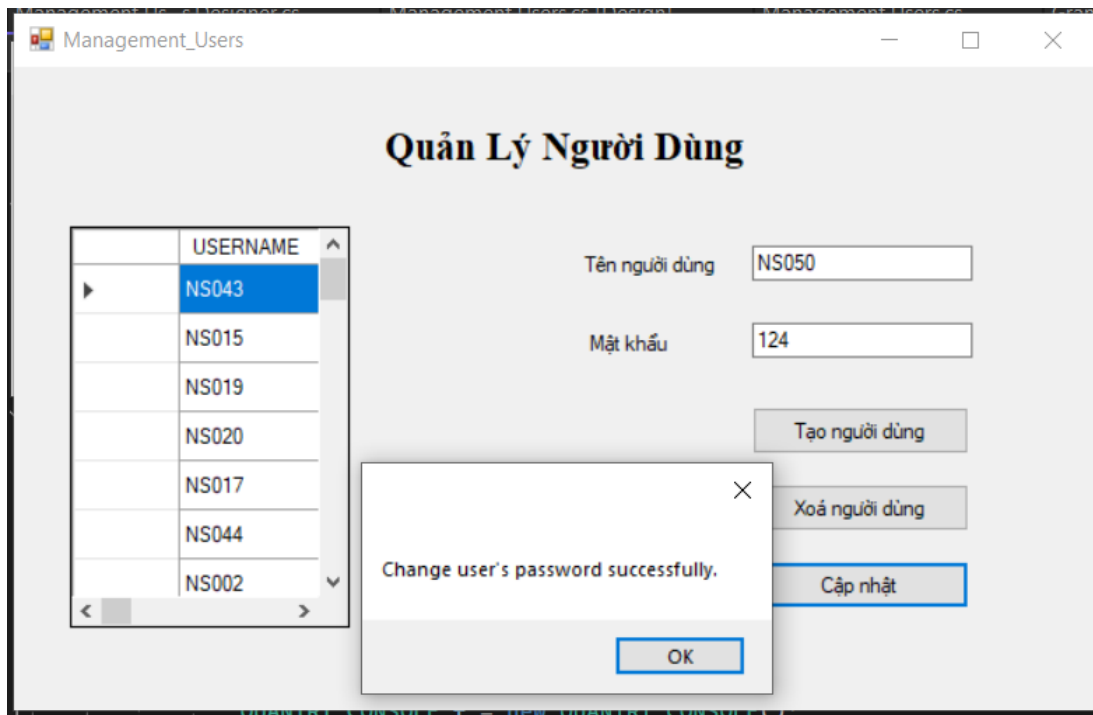 Management_Users
Quản Lý Người Dùng
USERNAME
NS043
NS015
NS019
NS020
NS017
NS044
NS002
Tên người dùng
NS050
Mật khẩu
124
Tạo người dùng
Xoá người dùng
Cập nhật
Change user's password successfully.
OK